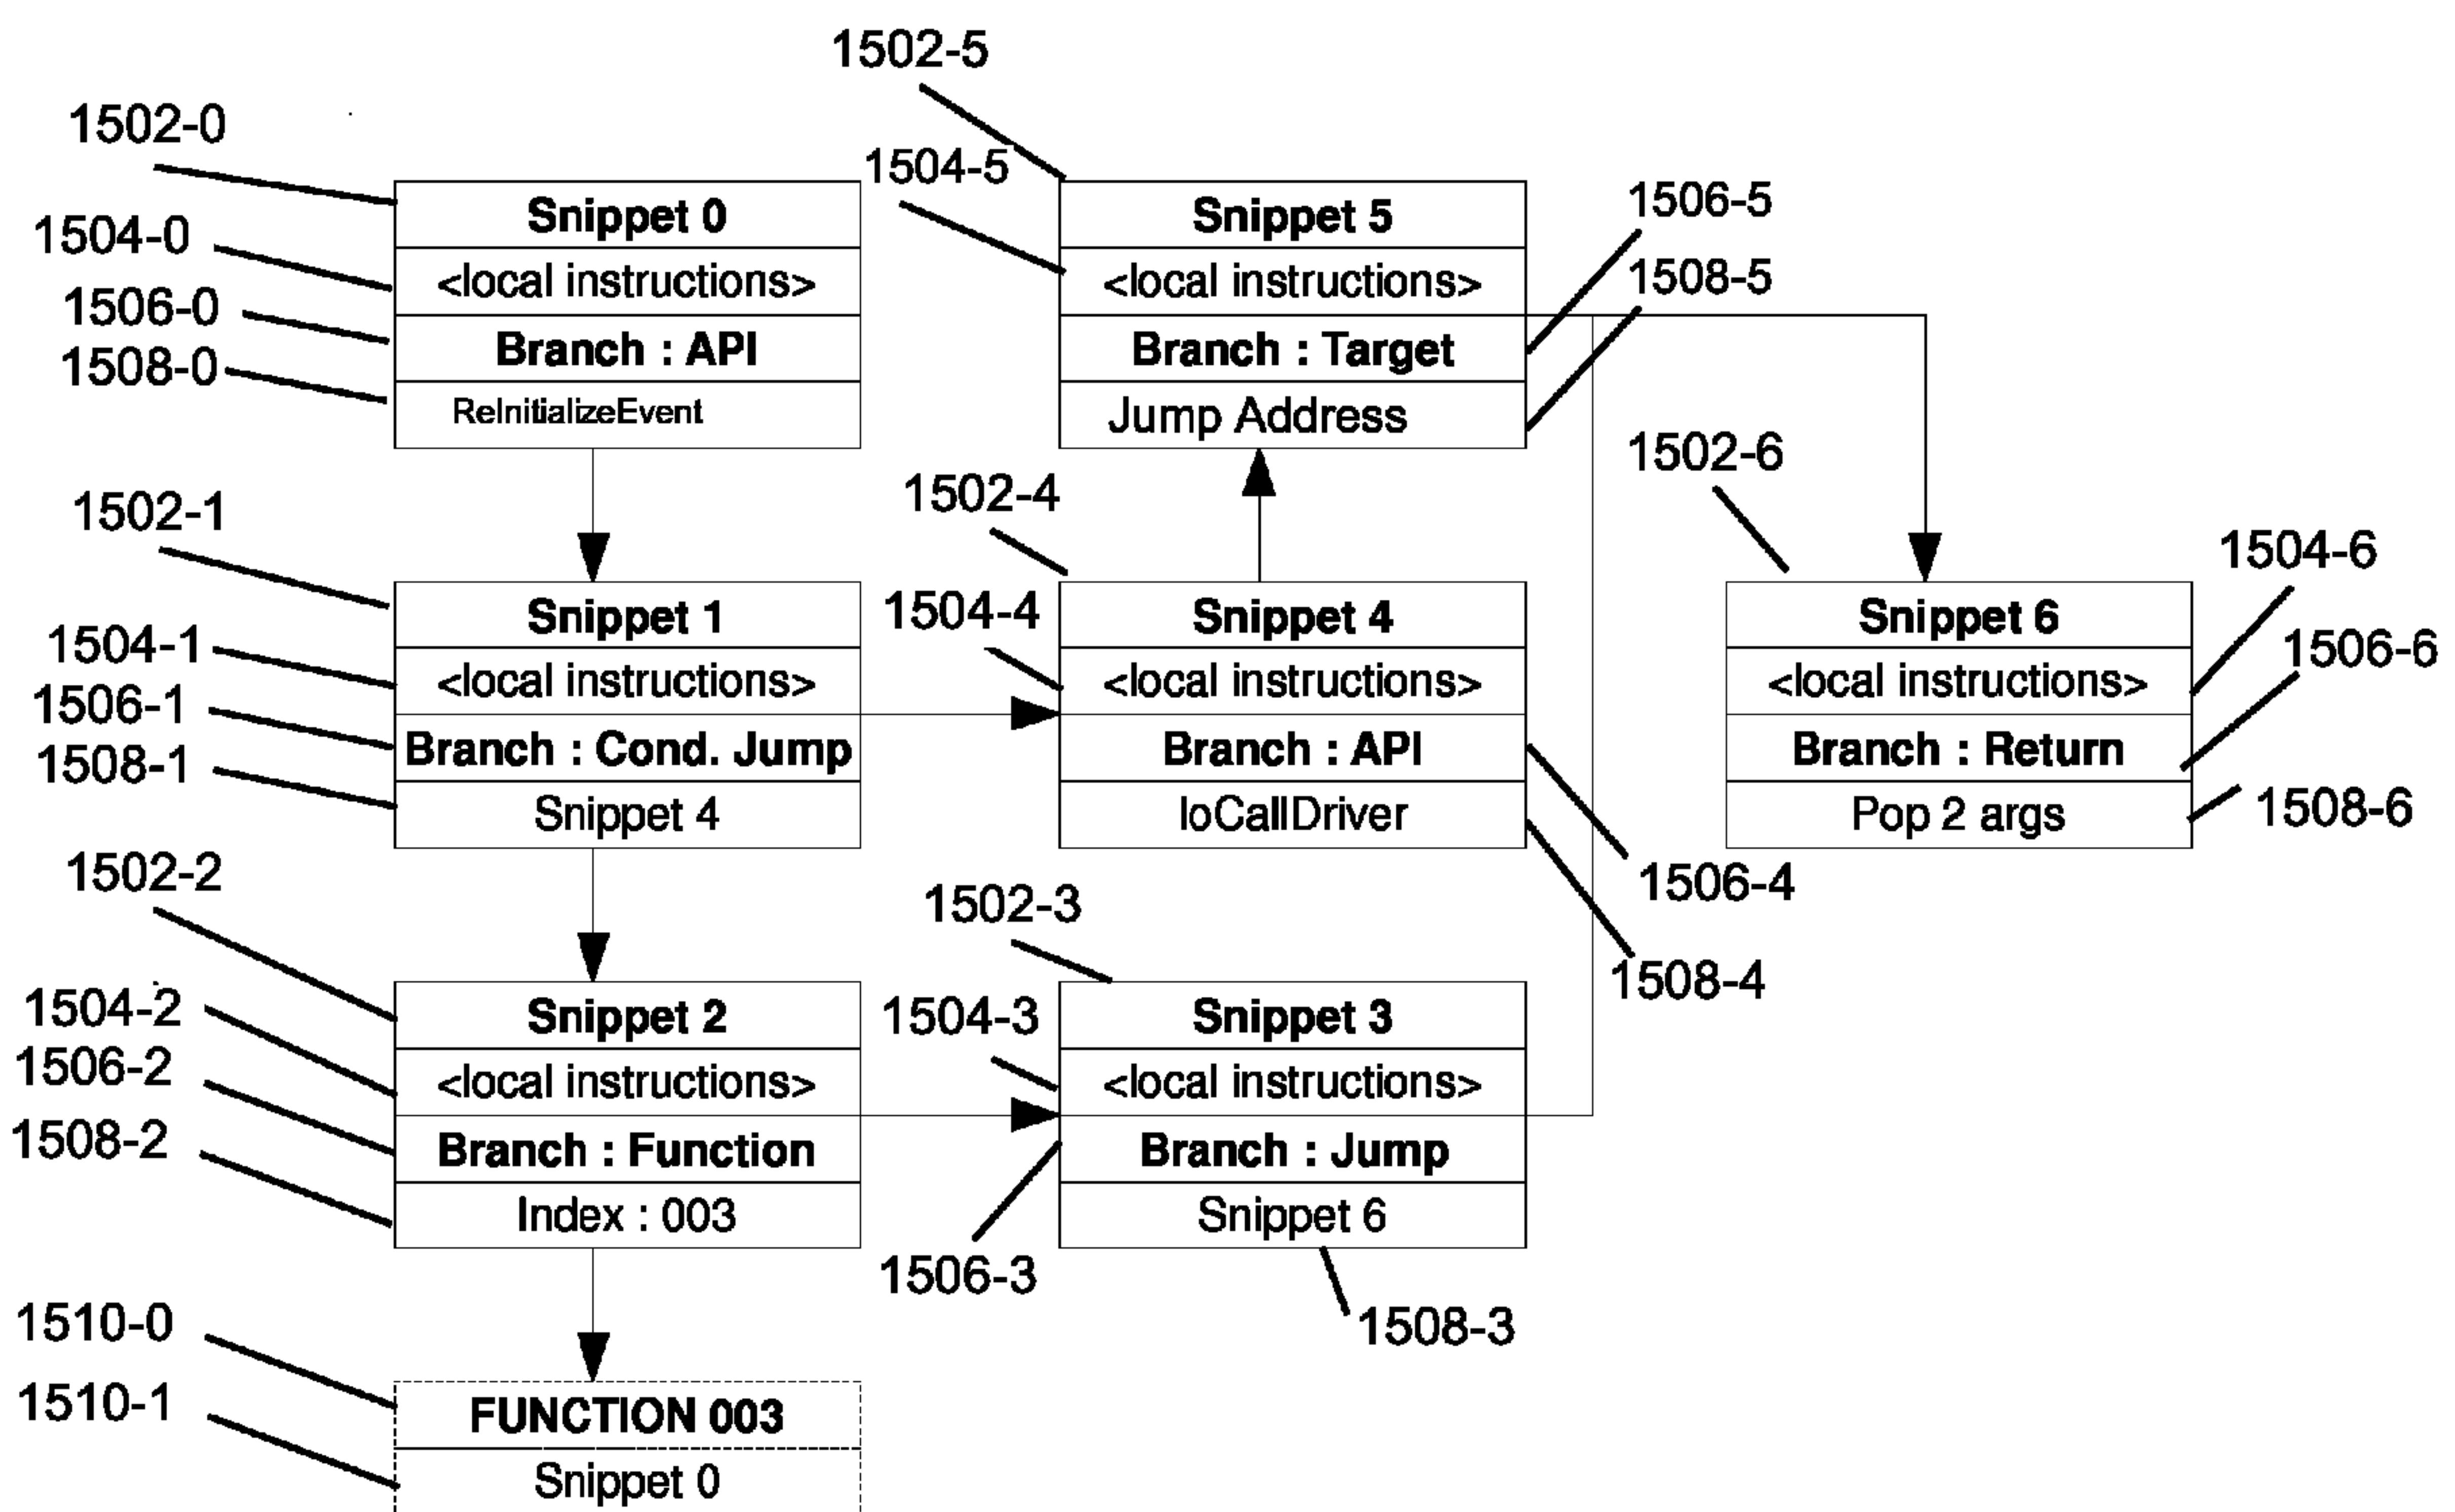 1502-5
1502-0
1504-5
Snippet 0
Snippet 5
1506-5
1504-0
<local instructions>
<local instructions>
1508-5
1506-0
Branch : API
Branch : Target
1508-0
ReInitializeEvent
Jump Address
1502-6
1502-1
1502-4
1504-6
Snippet 1
1504-4
Snippet 4
Snippet 6
1504-1
<local instructions>
<local instructions>
<local instructions>
1506-6
1506-1
Branch : Cond. Jump
Branch : API
Branch : Return
1508-1
Snippet 4
IoCallDriver
Pop 2 args
1508-6
1502-2
1506-4
1502-3
1508-4
1504-2
Snippet 2
1504-3
Snippet 3
1506-2
<local instructions>
<local instructions>
1508-2
Branch : Function
Branch : Jump
Index : 003
Snippet 6
1506-3
1510-0
1508-3
1510-1
FUNCTION 003
Snippet 0